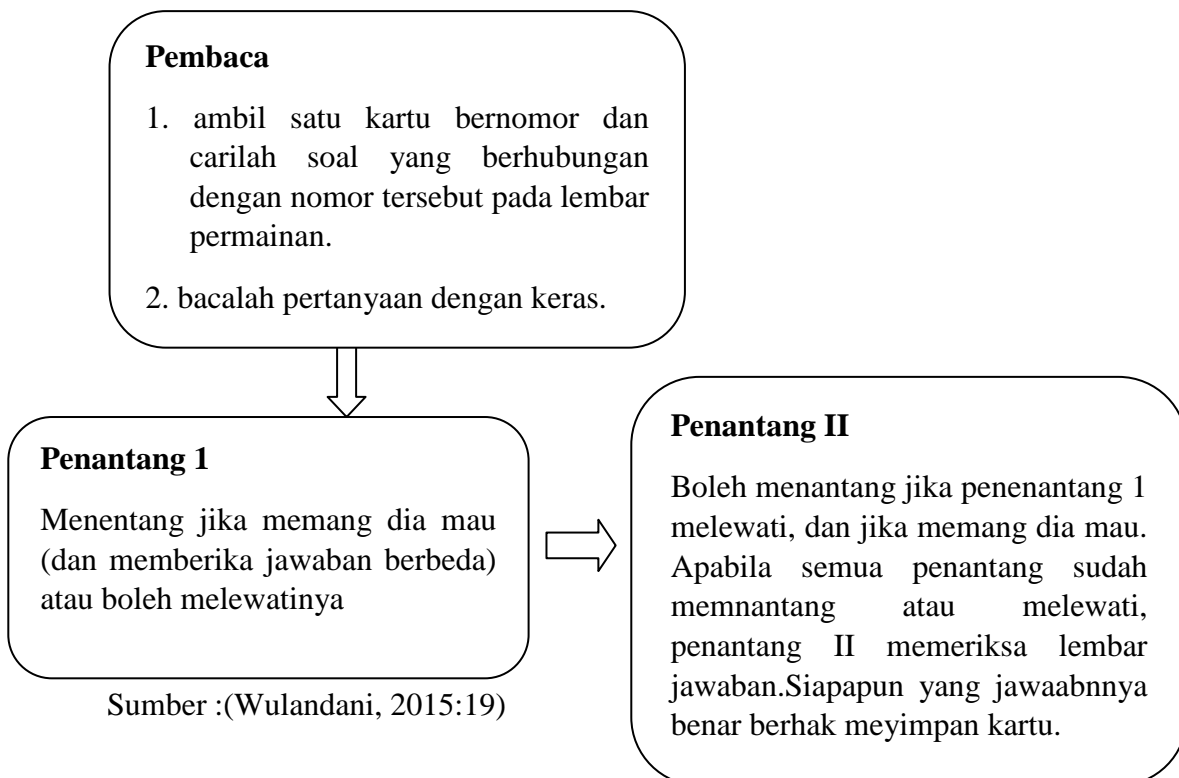 Pembaca
1. ambil satu kartu bernomor dan
carilah soal yang berhubungan
dengan nomor tersebut pada lembar
permainan.
2. bacalah pertanyaan dengan keras.
Penantang 1
Menentang jika memang dia mau
(dan memberika jawaban berbeda)
atau boleh melewatinya
Penantang II
Boleh menantang jika penenantang 1
melewati, dan jika memang dia mau.
Apabila semua penantang sudah
memnantang atau melewati,
penantang II memeriksa lembar
jawaban.Siapapun yang jawaabnnya
benar berhak meyimpan kartu.
Sumber :(Wulandani, 2015:19)